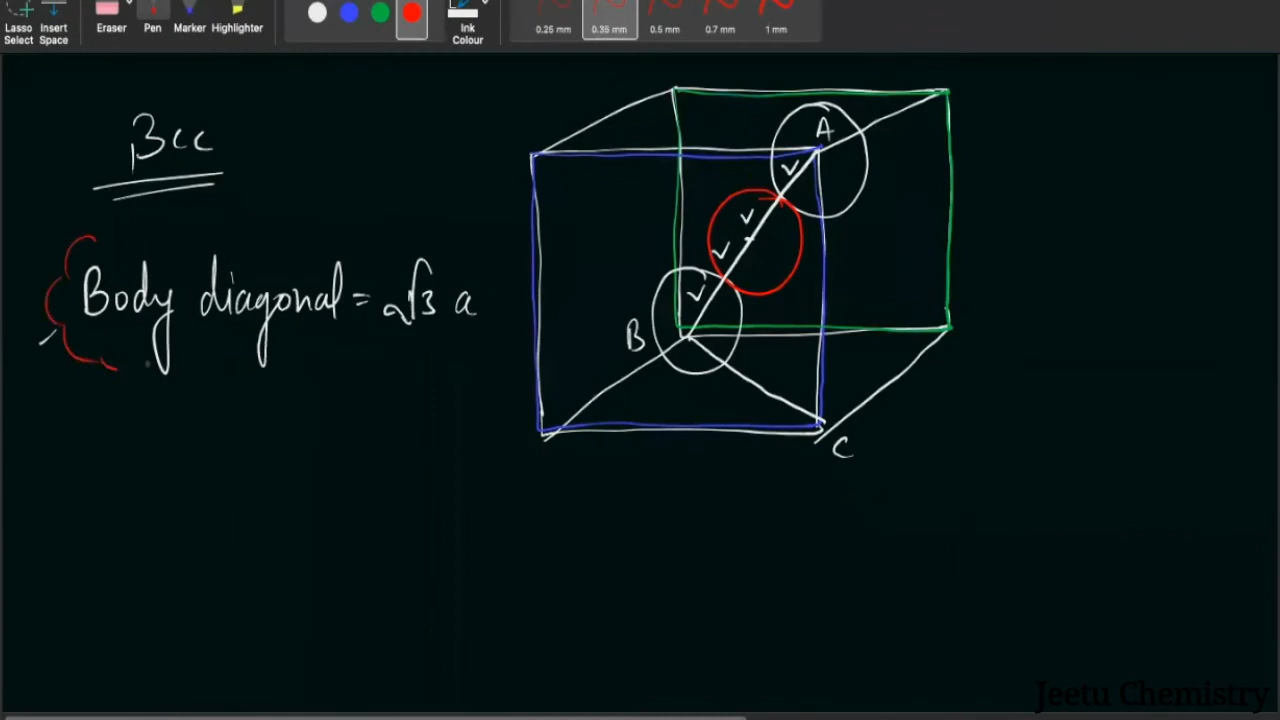 Lasso Select
Insert Space
Eraser
Pen
Marker
Highlighter
Ink Colour
0.25 mm
0.35 mm
0.5 mm
0.7 mm
1 mm
Bcc
Body diagonal = √3 a
A
r
r
r
r
B
C
Jeetu Chemistry